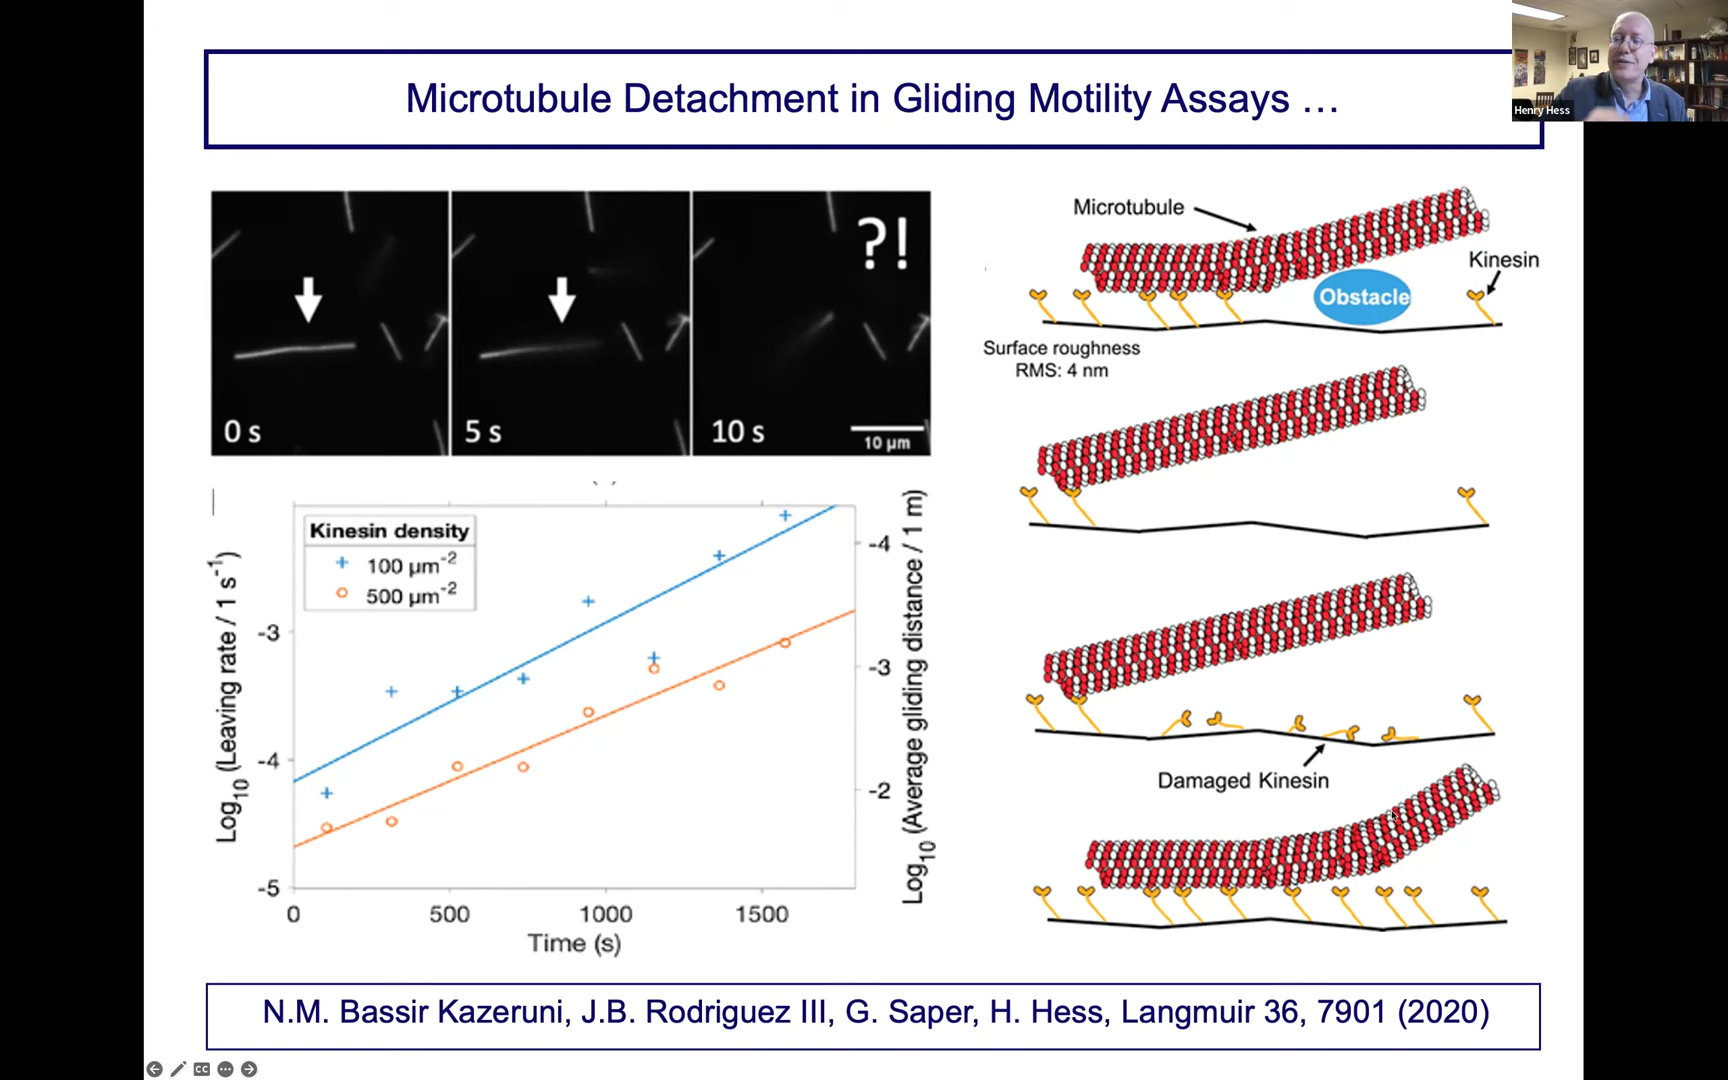 Microtubule Detachment in Gliding Motility Assays …
Henry Hess
?!
0 s
5 s
10 s
10 µm
Microtubule
Kinesin
Obstacle
Surface roughness
RMS: 4 nm
Damaged Kinesin
Kinesin density
100 µm⁻²
500 µm⁻²
Log₁₀ (Leaving rate / 1 s⁻¹)
-3
-4
-5
0
500
1000
1500
Time (s)
-4
-3
-2
Log₁₀ (Average gliding distance / 1 m)
N.M. Bassir Kazeruni, J.B. Rodriguez III, G. Saper, H. Hess, Langmuir 36, 7901 (2020)
CC